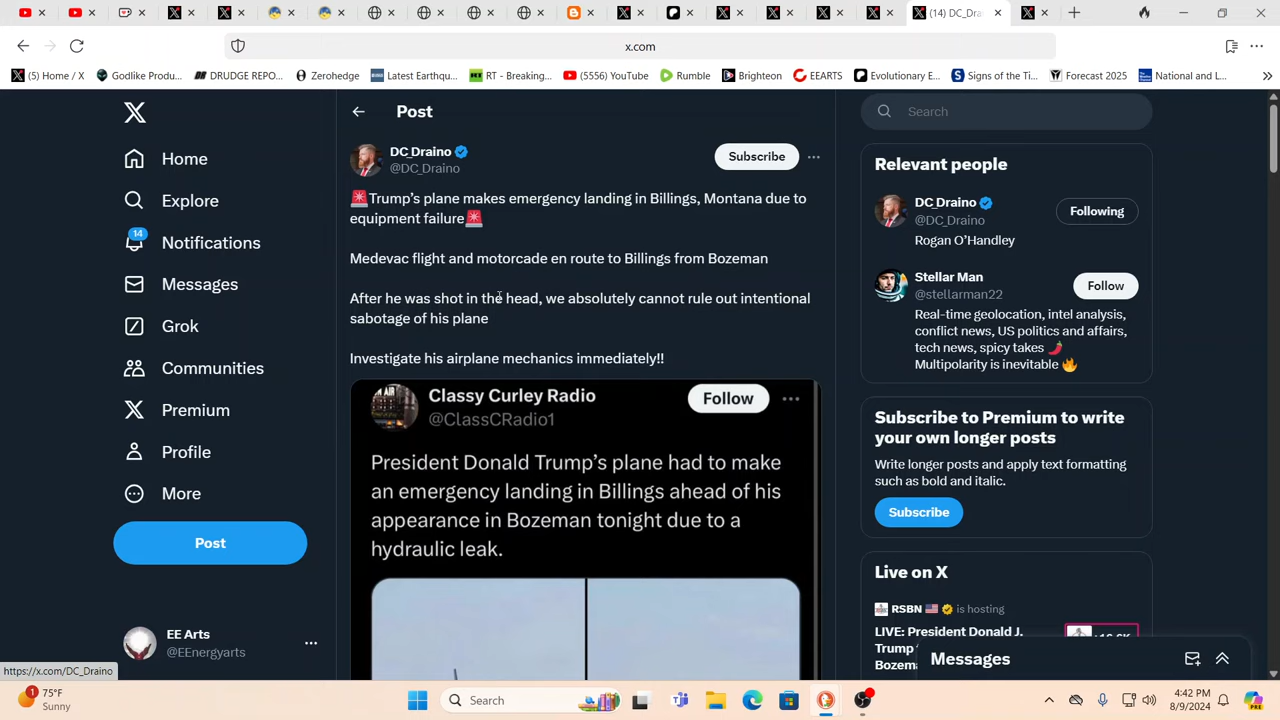 (14) DC_Dra
x.com
(5) Home / X
Godlike Produ...
DRUDGE REPO...
Zerohedge
Latest Earthqu...
RT - Breaking...
(5556) YouTube
Rumble
Brighteon
EEARTS
Evolutionary E...
Signs of the Ti...
Forecast 2025
National and L...
Home
Explore
14
Notifications
Messages
Grok
Communities
Premium
Profile
More
Post
EE Arts
@EEnergyarts
Post
DC_Draino
@DC_Draino
Subscribe
Trump’s plane makes emergency landing in Billings, Montana due to
equipment failure
Medevac flight and motorcade en route to Billings from Bozeman
After he was shot in the head, we absolutely cannot rule out intentional
sabotage of his plane
Investigate his airplane mechanics immediately!!
Classy Curley Radio
@ClassCRadio1
Follow
President Donald Trump’s plane had to make
an emergency landing in Billings ahead of his
appearance in Bozeman tonight due to a
hydraulic leak.
Search
Relevant people
DC_Draino
@DC_Draino
Following
Rogan O’Handley
Stellar Man
@stellarman22
Follow
Real-time geolocation, intel analysis,
conflict news, US politics and affairs,
tech news, spicy takes
Multipolarity is inevitable
Subscribe to Premium to write
your own longer posts
Write longer posts and apply text formatting
such as bold and italic.
Subscribe
Live on X
RSBN is hosting
LIVE: President Donald J.
Trump
Bozem
Messages
https://x.com/DC_Draino
1
75°F
Sunny
Search
4:42 PM
8/9/2024